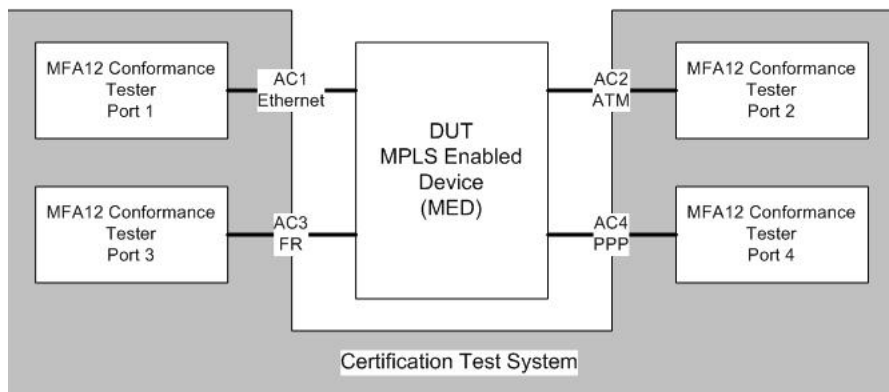 MFA12 Conformance
Tester
Port 1
AC1
Ethernet
DUT
MPLS Enabled
Device
(MED)
AC2
ATM
MFA12 Conformance
Tester
Port 2
MFA12 Conformance
Tester
Port 3
AC3
FR
AC4
PPP
MFA12 Conformance
Tester
Port 4
Certification Test System